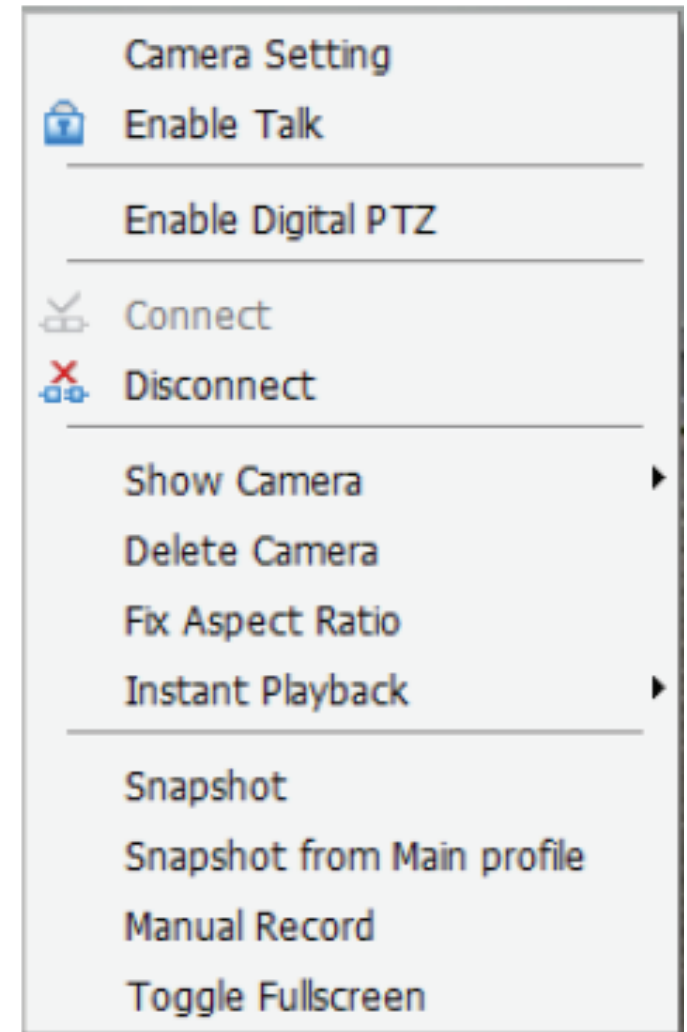 Camera Setting
Enable Talk
Enable Digital PTZ
Connect
Disconnect
Show Camera
Delete Camera
Fix Aspect Ratio
Instant Playback
Snapshot
Snapshot from Main profile
Manual Record
Toggle Fullscreen